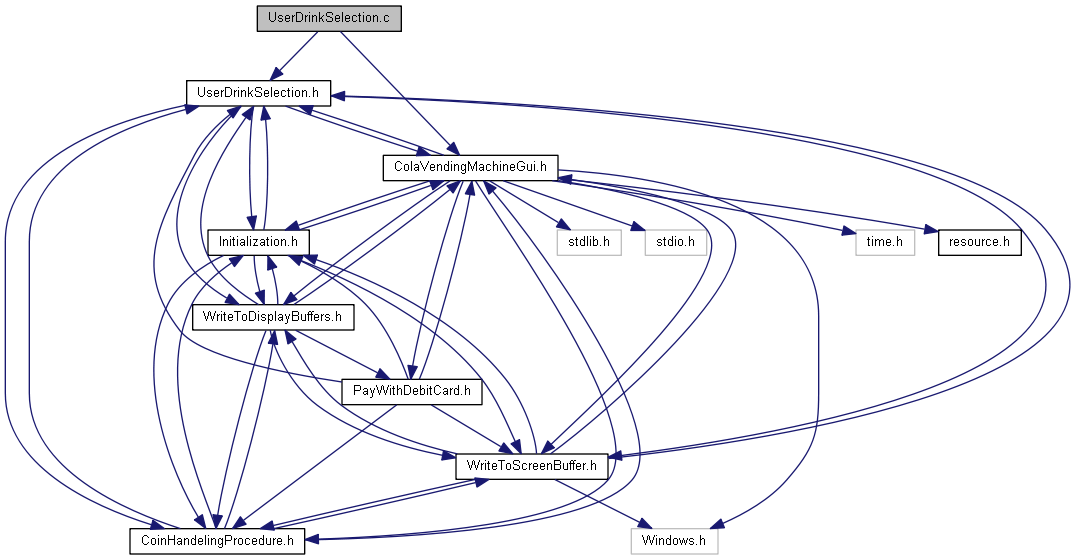 UserDrinkSelection.c
UserDrinkSelection.h
ColaVendingMachineGui.h
Initialization.h
stdlib.h
stdio.h
time.h
resource.h
WriteToDisplayBuffers.h
PayWithDebitCard.h
WriteToScreenBuffer.h
CoinHandelingProcedure.h
Windows.h